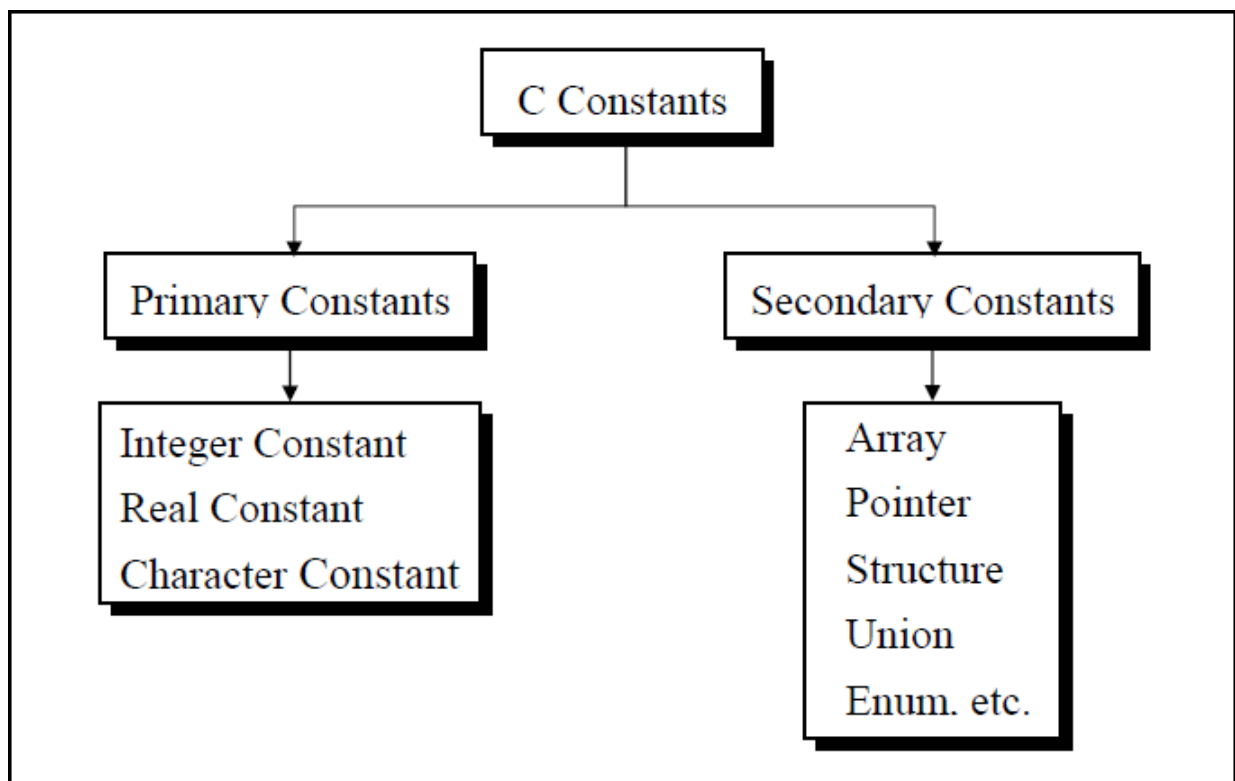 C Constants
Primary Constants
Secondary Constants
Integer Constant
Real Constant
Character Constant
Array
Pointer
Structure
Union
Enum. etc.